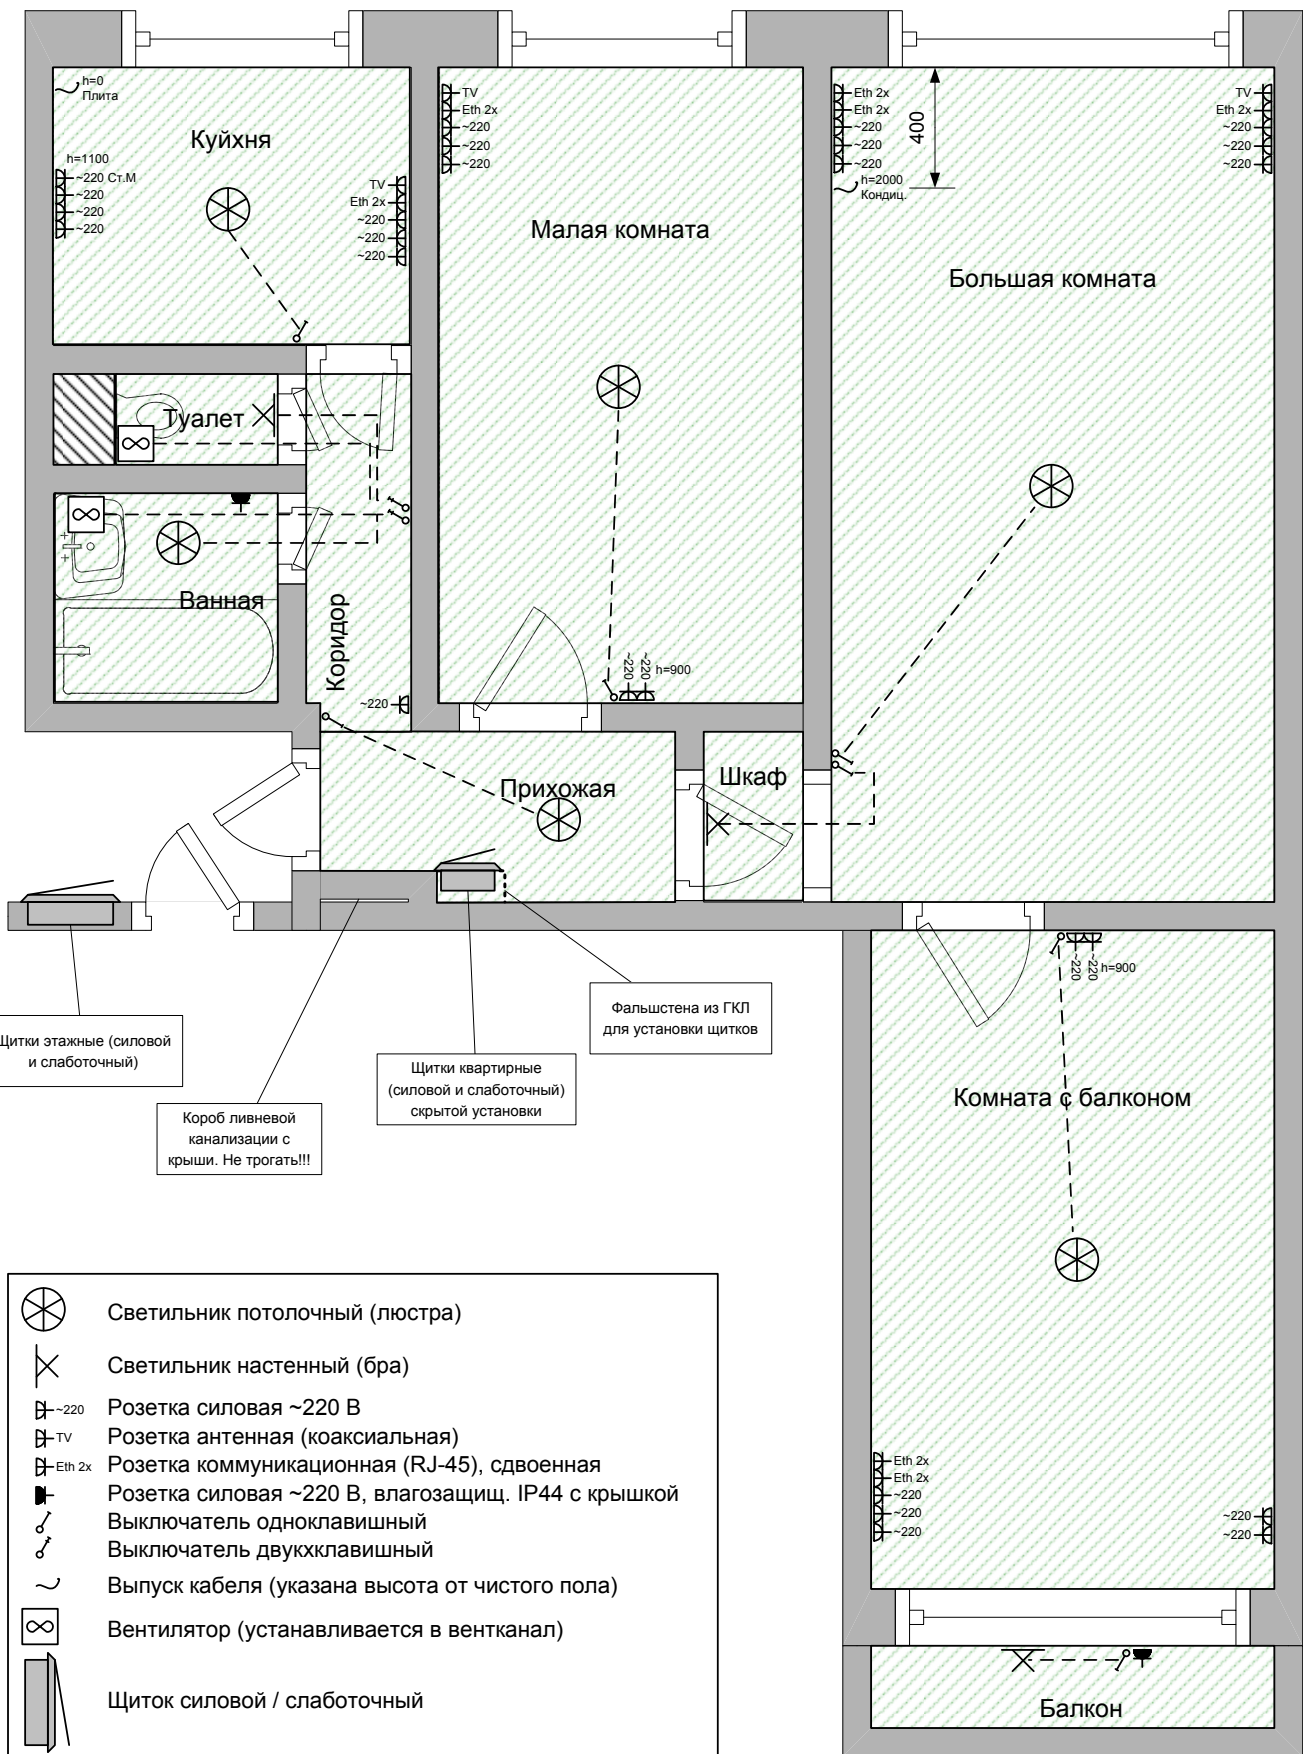 h=0
Плита
Куйхня
h=1100
~220 Ст.М
~220
~220
~220
TV
Eth 2x
~220
~220
~220
TV
Eth 2x
~220
~220
~220
Малая комната
Eth 2x
Eth 2x
~220
~220
~220
h=2000
Кондиц.
400
TV
Eth 2x
~220
~220
~220
Большая комната
Туалет
Ванная
Коридор
~220
~220
~220
h=900
Прихожая
Шкаф
~220
~220
h=900
Щитки этажные (силовой
и слаботочный)
Короб ливневой
канализации с
крыши. Не трогать!!!
Щитки квартирные
(силовой и слаботочный)
скрытой установки
Фальшстена из ГКЛ
для установки щитков
Комната с балконом
Eth 2x
Eth 2x
~220
~220
~220
~220
~220
Балкон
Светильник потолочный (люстра)
Светильник настенный (бра)
~220 Розетка силовая ~220 В
TV Розетка антенная (коаксиальная)
Eth 2x Розетка коммуникационная (RJ-45), сдвоенная
Розетка силовая ~220 В, влагозащищ. IP44 с крышкой
Выключатель одноклавишный
Выключатель двукхклавишный
Выпуск кабеля (указана высота от чистого пола)
Вентилятор (устанавливается в вентканал)
Щиток силовой / слаботочный